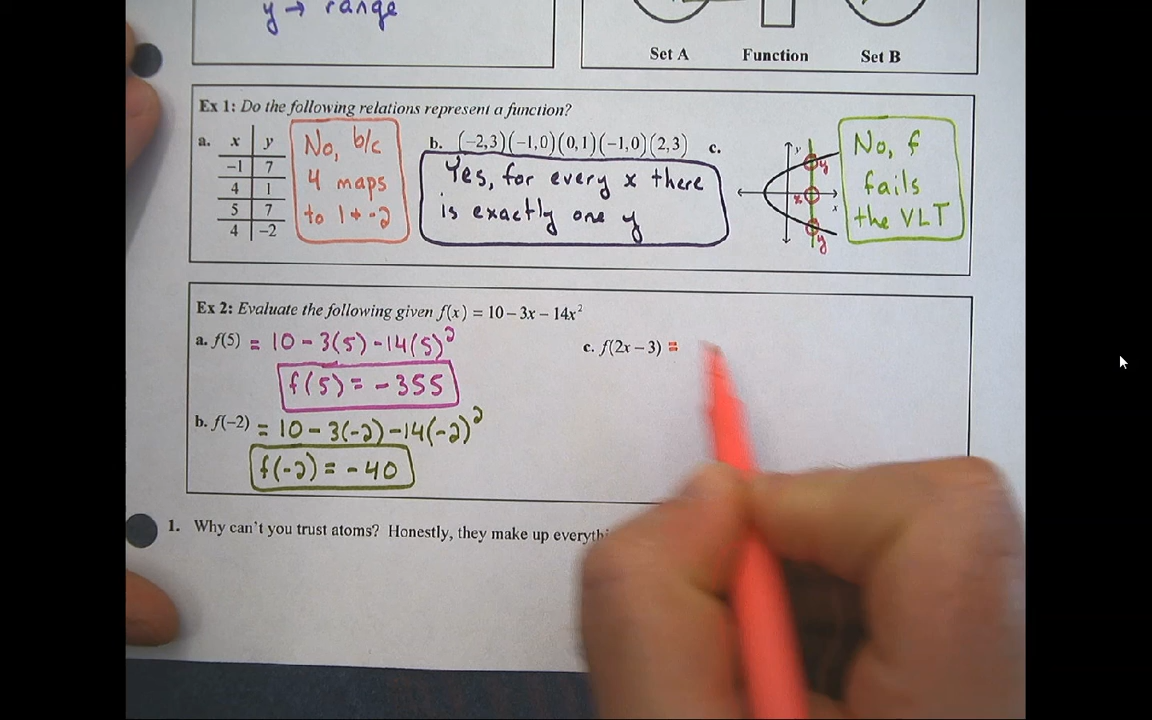 y → range
Set A Function Set B
Ex 1: Do the following relations represent a function?
a. x y
-1 7
4 1
5 7
4 -2
No, b/c
4 maps
to 1 + -2
b. (-2,3)(-1,0)(0,1)(-1,0)(2,3)
Yes, for every x there
is exactly one y
c.
y
y
x
x
y
No, f
fails
the VLT
Ex 2: Evaluate the following given f(x) = 10 - 3x - 14x²
a. f(5) = 10 - 3(5) - 14(5)²
f(5) = -355
b. f(-2) = 10 - 3(-2) - 14(-2)²
f(-2) = -40
c. f(2x - 3) =
1. Why can't you trust atoms? Honestly, they make up